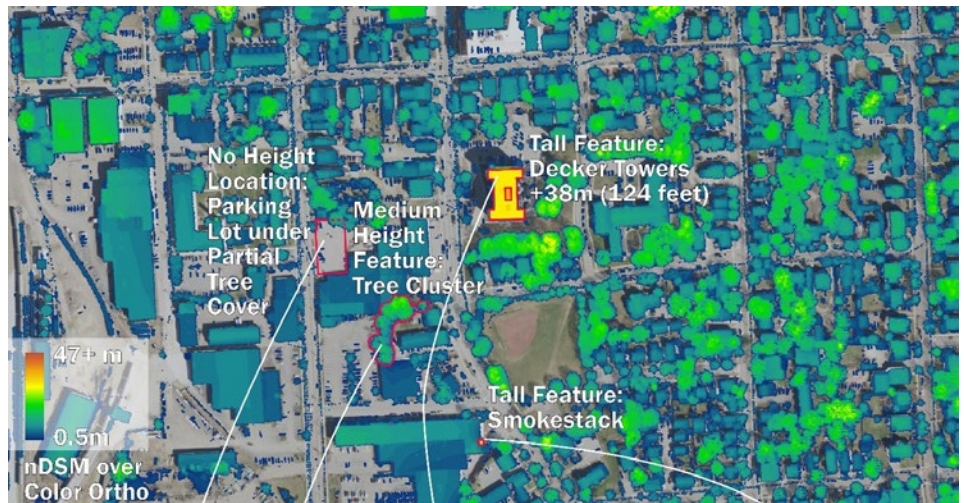 No Height
Location:
Parking
Lot under
Partial
Tree
Cover
Medium
Height
Feature:
Tree Cluster
Tall Feature:
Decker Towers
+38m (124 feet)
Tall Feature:
Smokestack
47+ m
0.5m
nDSM over
Color Ortho